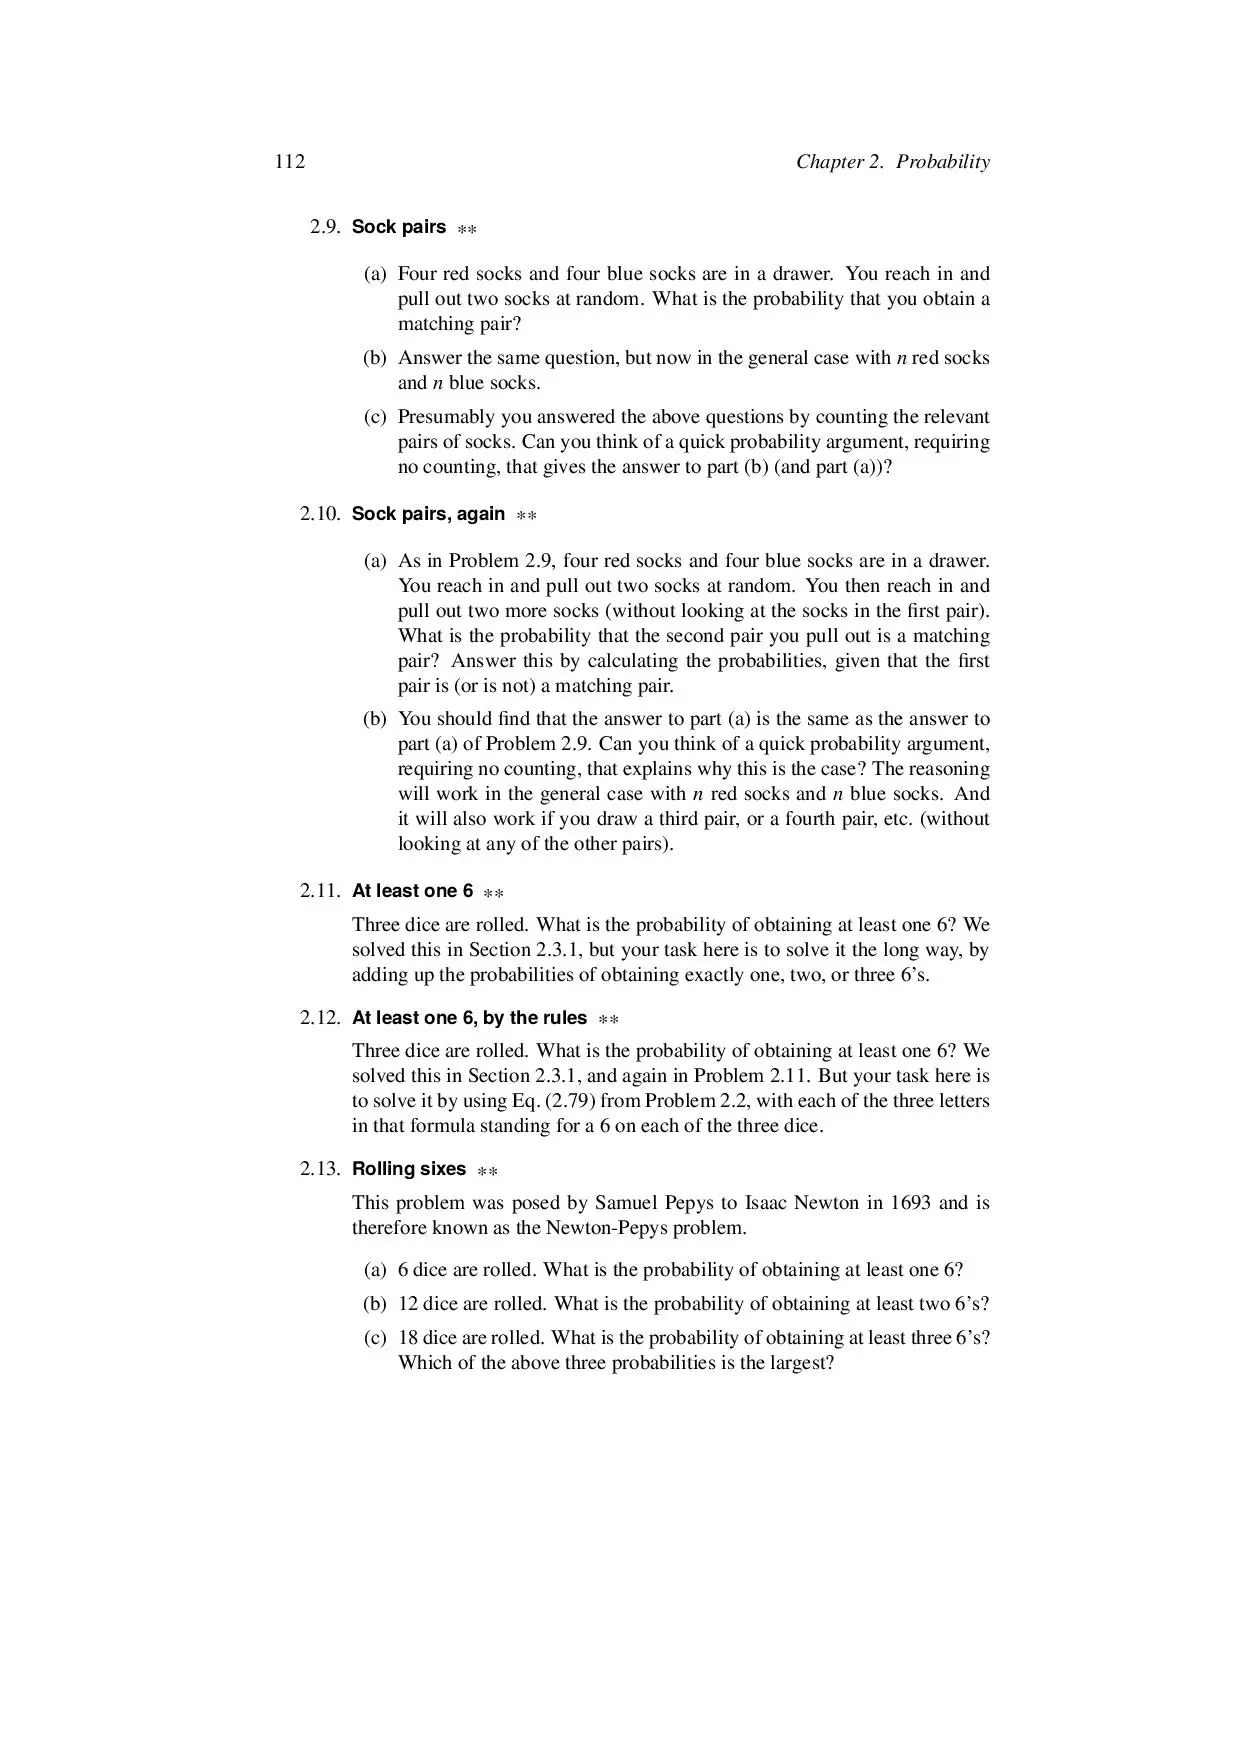 112 Chapter 2. Probability
2.9. Sock pairs ∗∗
(a) Four red socks and four blue socks are in a drawer. You reach in and
pull out two socks at random. What is the probability that you obtain a
matching pair?
(b) Answer the same question, but now in the general case with n red socks
and n blue socks.
(c) Presumably you answered the above questions by counting the relevant
pairs of socks. Can you think of a quick probability argument, requiring
no counting, that gives the answer to part (b) (and part (a))?
2.10. Sock pairs, again ∗∗
(a) As in Problem 2.9, four red socks and four blue socks are in a drawer.
You reach in and pull out two socks at random. You then reach in and
pull out two more socks (without looking at the socks in the first pair).
What is the probability that the second pair you pull out is a matching
pair? Answer this by calculating the probabilities, given that the first
pair is (or is not) a matching pair.
(b) You should find that the answer to part (a) is the same as the answer to
part (a) of Problem 2.9. Can you think of a quick probability argument,
requiring no counting, that explains why this is the case? The reasoning
will work in the general case with n red socks and n blue socks. And
it will also work if you draw a third pair, or a fourth pair, etc. (without
looking at any of the other pairs).
2.11. At least one 6 ∗∗
Three dice are rolled. What is the probability of obtaining at least one 6? We
solved this in Section 2.3.1, but your task here is to solve it the long way, by
adding up the probabilities of obtaining exactly one, two, or three 6’s.
2.12. At least one 6, by the rules ∗∗
Three dice are rolled. What is the probability of obtaining at least one 6? We
solved this in Section 2.3.1, and again in Problem 2.11. But your task here is
to solve it by using Eq. (2.79) from Problem 2.2, with each of the three letters
in that formula standing for a 6 on each of the three dice.
2.13. Rolling sixes ∗∗
This problem was posed by Samuel Pepys to Isaac Newton in 1693 and is
therefore known as the Newton-Pepys problem.
(a) 6 dice are rolled. What is the probability of obtaining at least one 6?
(b) 12 dice are rolled. What is the probability of obtaining at least two 6’s?
(c) 18 dice are rolled. What is the probability of obtaining at least three 6’s?
Which of the above three probabilities is the largest?